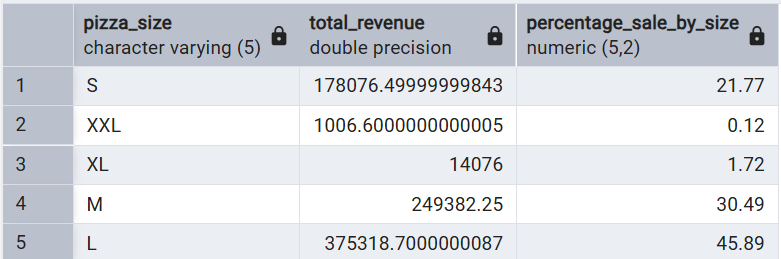 pizza_size total_revenue percentage_sale_by_size
character varying (5) double precision numeric (5,2)
1 S 178076.49999999843 21.77
2 XXL 1006.6000000000005 0.12
3 XL 14076 1.72
4 M 249382.25 30.49
5 L 375318.7000000087 45.89